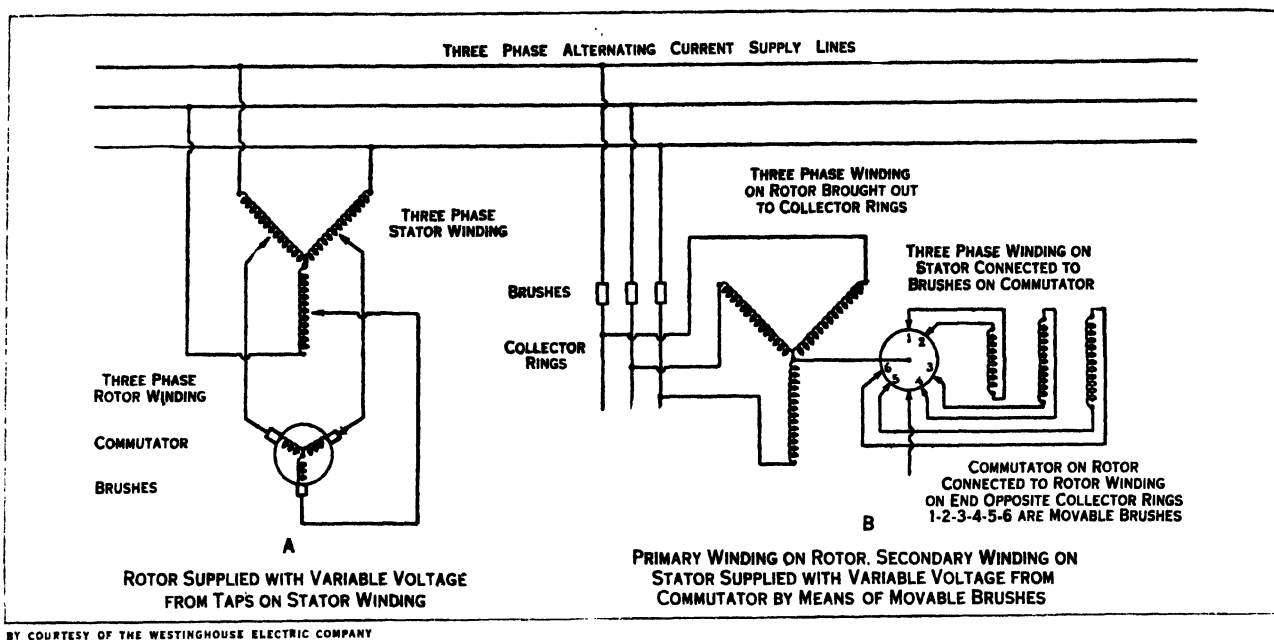 THREE PHASE ALTERNATING CURRENT SUPPLY LINES
THREE PHASE
STATOR WINDING
THREE PHASE
ROTOR WINDING
COMMUTATOR
BRUSHES
A
ROTOR SUPPLIED WITH VARIABLE VOLTAGE
FROM TAPS ON STATOR WINDING
THREE PHASE WINDING
ON ROTOR BROUGHT OUT
TO COLLECTOR RINGS
BRUSHES
COLLECTOR
RINGS
THREE PHASE WINDING ON
STATOR CONNECTED TO
BRUSHES ON COMMUTATOR
1
2
3
4
5
6
COMMUTATOR ON ROTOR
CONNECTED TO ROTOR WINDING
ON END OPPOSITE COLLECTOR RINGS
1-2-3-4-5-6 ARE MOVABLE BRUSHES
B
PRIMARY WINDING ON ROTOR. SECONDARY WINDING ON
STATOR SUPPLIED WITH VARIABLE VOLTAGE FROM
COMMUTATOR BY MEANS OF MOVABLE BRUSHES
BY COURTESY OF THE WESTINGHOUSE ELECTRIC COMPANY